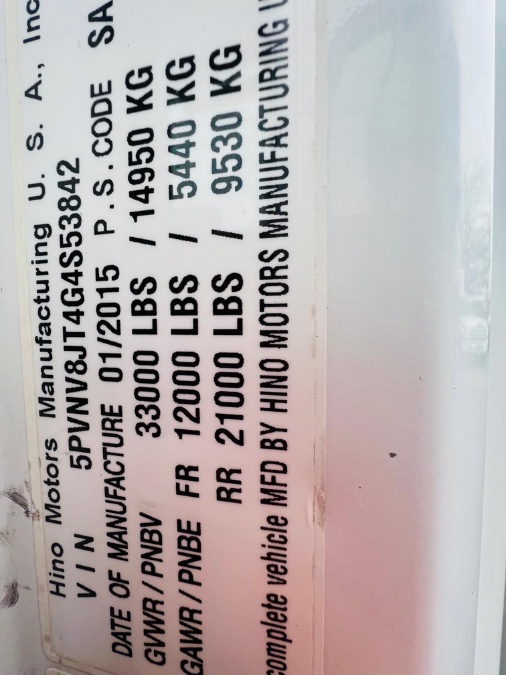 Hino Motors Manufacturing U. S. A., Inc
VIN 5PVNV8JT4G4S53842
DATE OF MANUFACTURE 01/2015 P.S.CODE SA
GVWR/PNBV 33000 LBS / 14950 KG
GAWR/PNBE FR 12000 LBS / 5440 KG
RR 21000 LBS / 9530 KG
complete vehicle MFD BY HINO MOTORS MANUFACTURING U